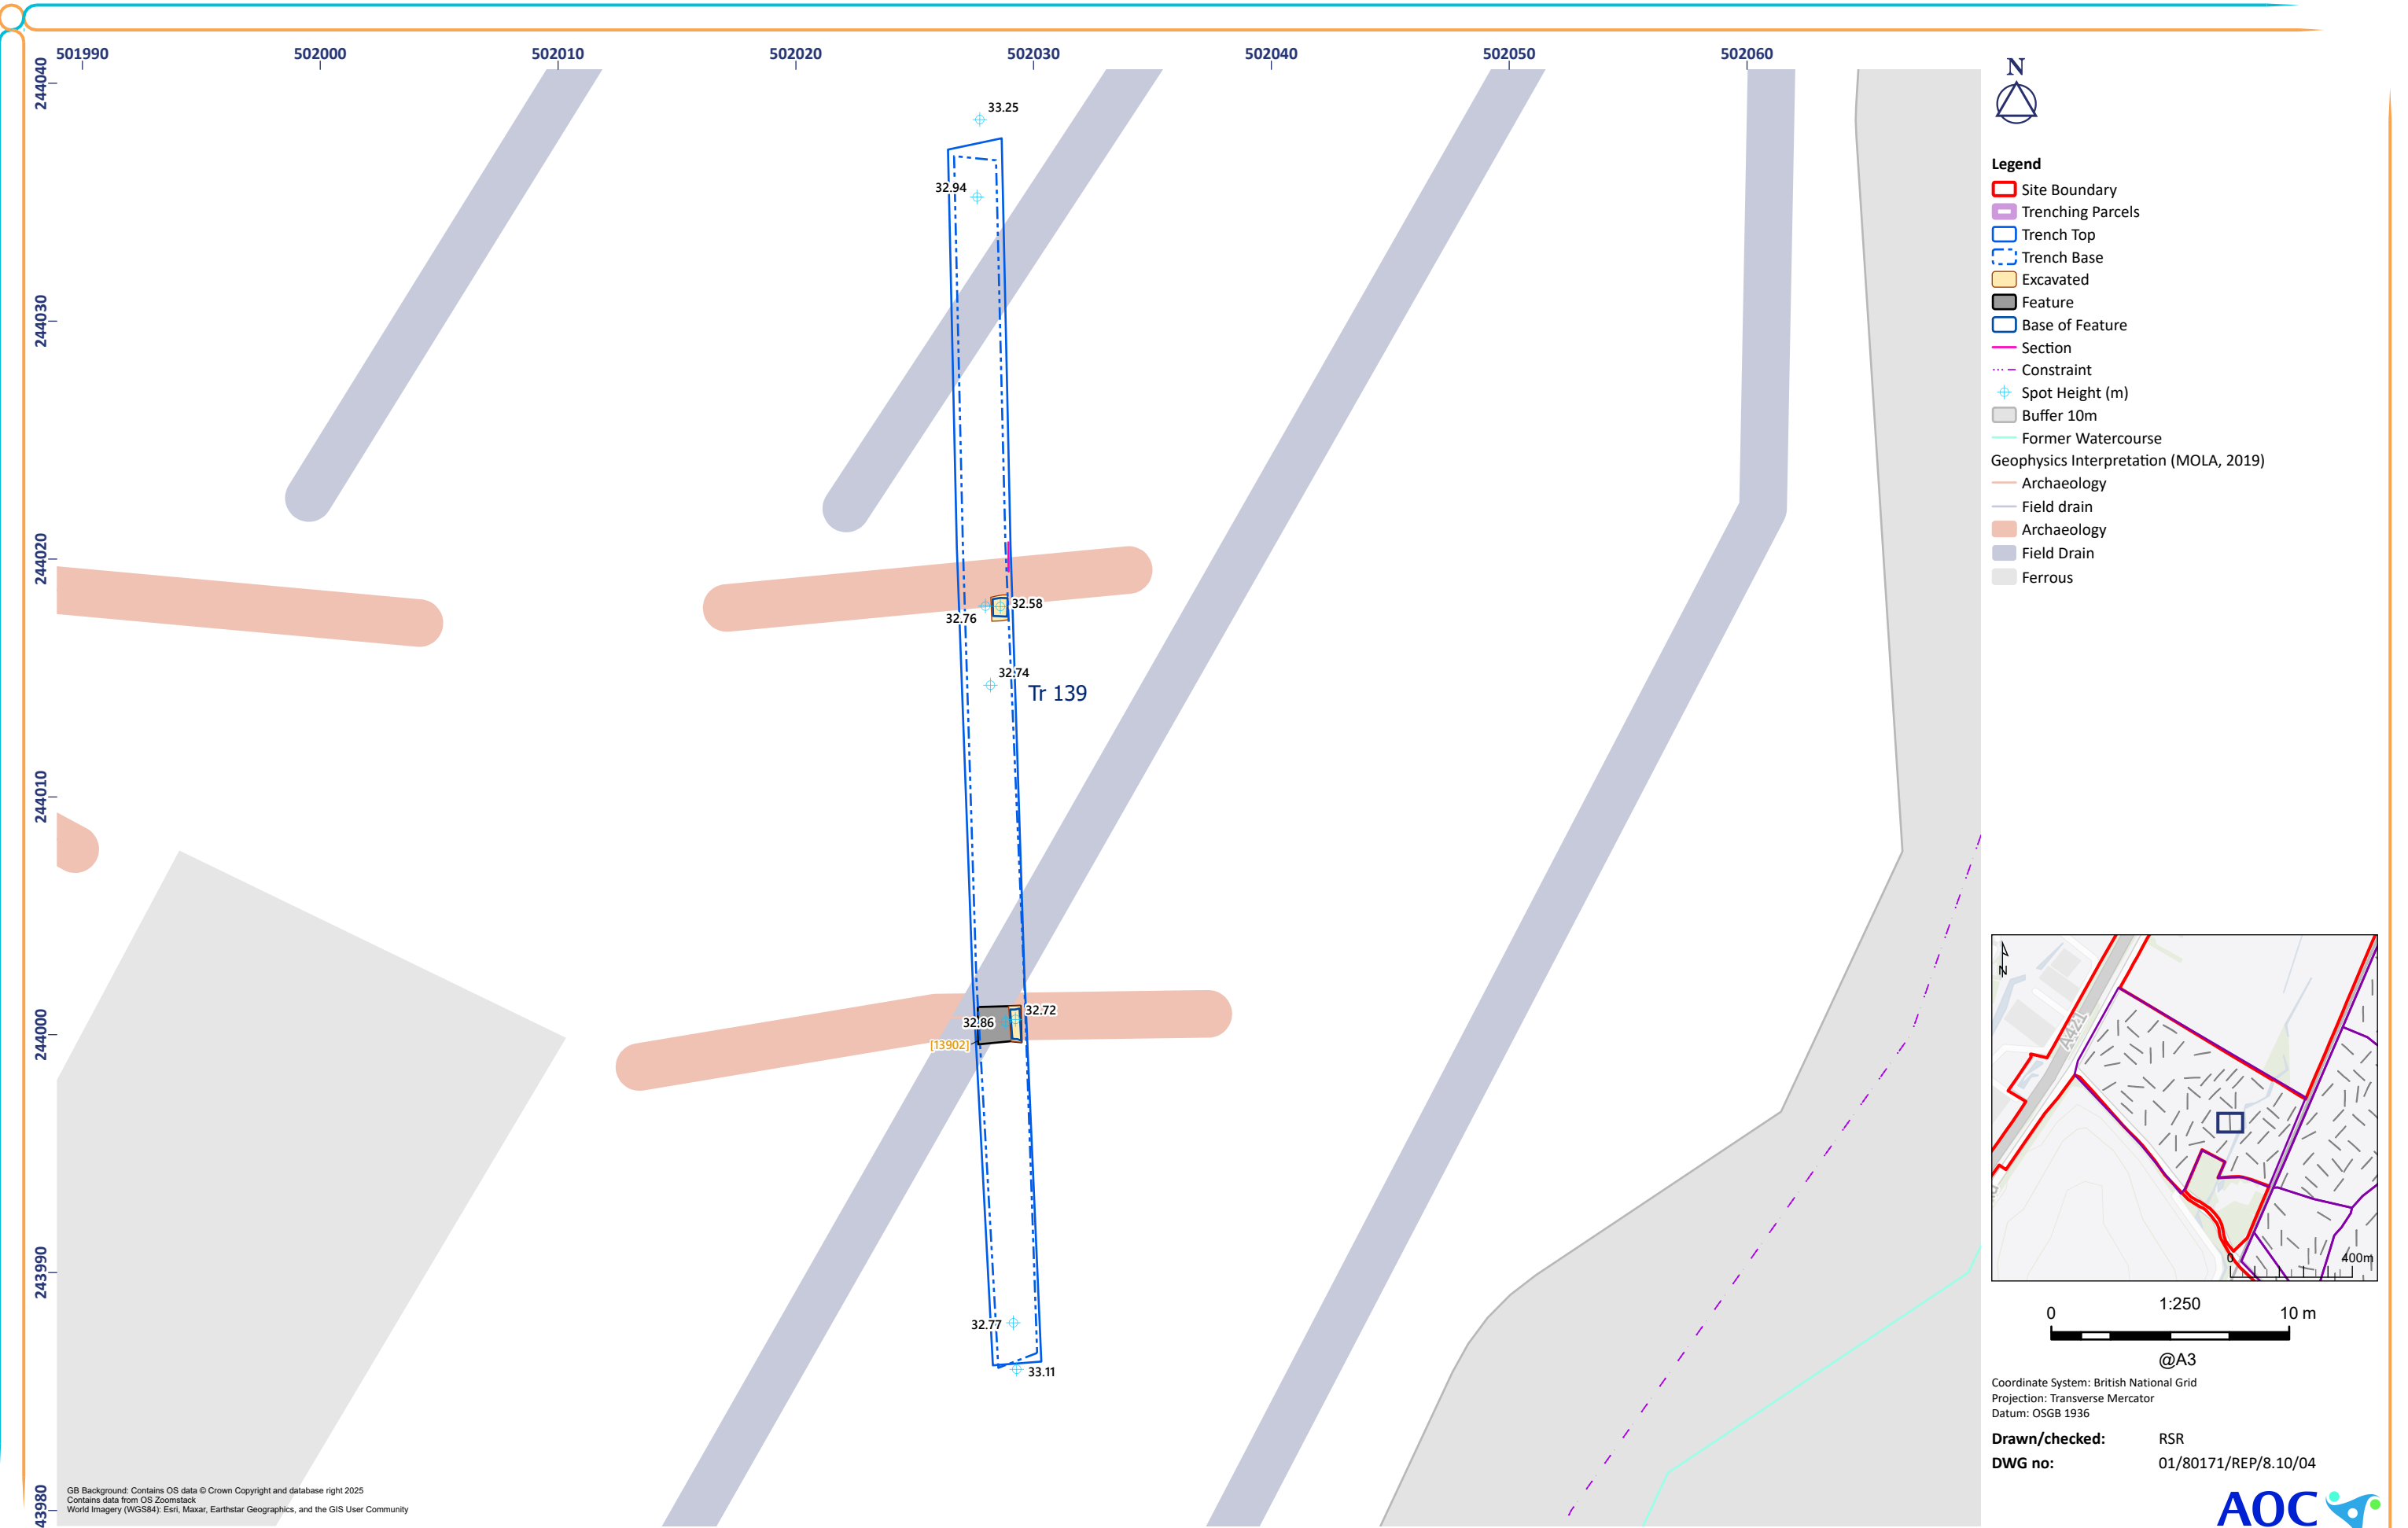 501990 502000 502010 502020 502030 502040 502050 502060
244040
244030
244020
244010
244000
243990
43980
33.25
32.94
32.58
32.76
32.74
Tr 139
32.72
32.86
[13902]
32.77
33.11
GB Background: Contains OS data © Crown Copyright and database right 2025
Contains data from OS Zoomstack
World Imagery (WGS84): Esri, Maxar, Earthstar Geographics, and the GIS User Community
N
Legend
Site Boundary
Trenching Parcels
Trench Top
Trench Base
Excavated
Feature
Base of Feature
Section
Constraint
Spot Height (m)
Buffer 10m
Former Watercourse
Geophysics Interpretation (MOLA, 2019)
Archaeology
Field drain
Archaeology
Field Drain
Ferrous
N
A421
0 400m
1:250
0 10 m
@A3
Coordinate System: British National Grid
Projection: Transverse Mercator
Datum: OSGB 1936
Drawn/checked: RSR
DWG no: 01/80171/REP/8.10/04
AOC